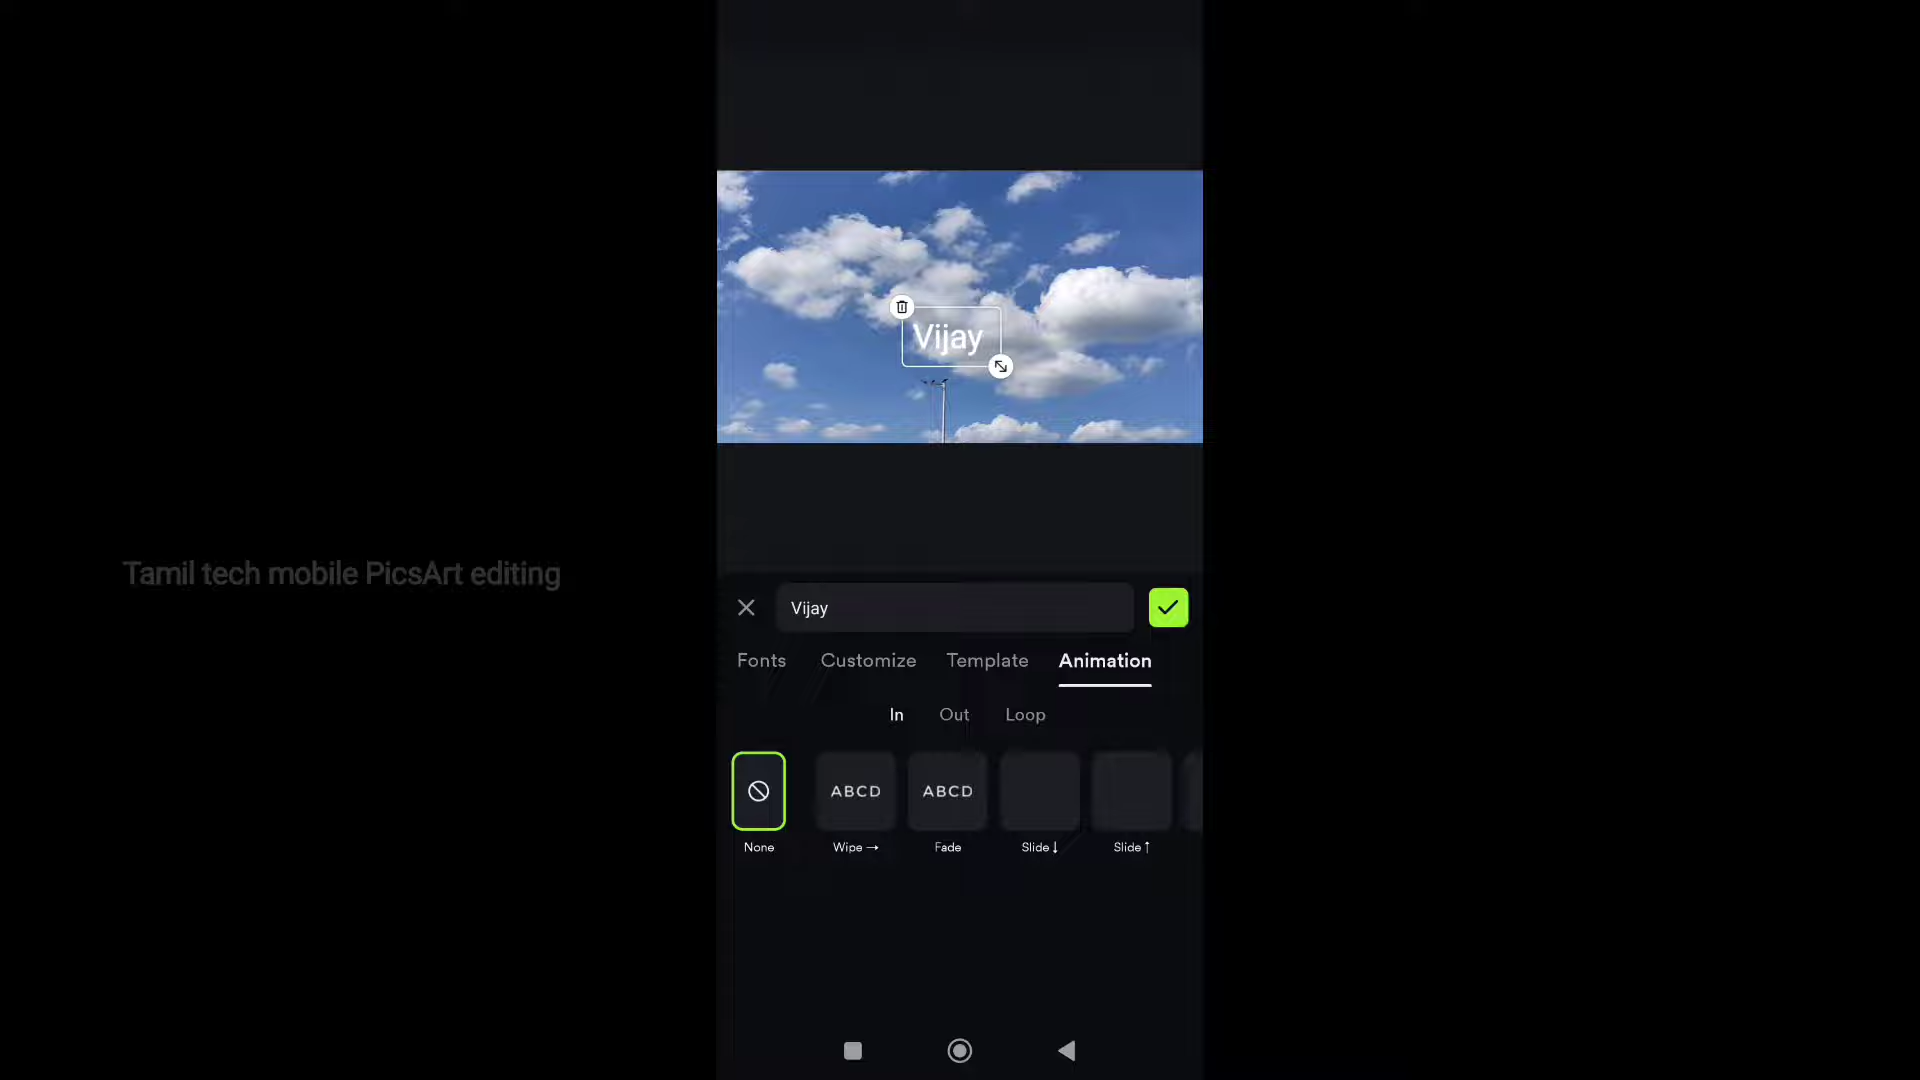 Vijay
Tamil tech mobile PicsArt editing
Vijay
Fonts Customize Template Animation
In Out Loop
ABCD ABCD
None Wipe → Fade Slide ↓ Slide ↑